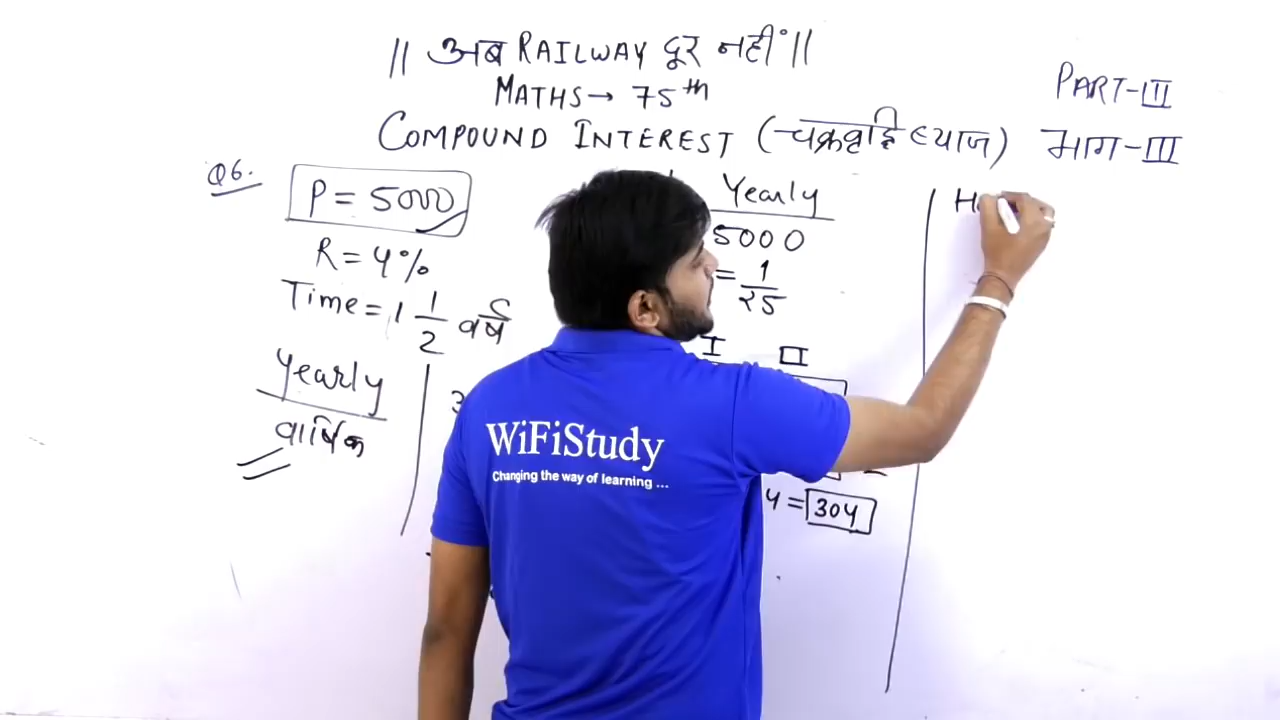 || अब RAILWAY दूर नहीं ||
MATHS → 75th
PART-III
COMPOUND INTEREST (चक्रवृद्धि ब्याज) भाग-III
Q6.
P = 5000
R = 4%
Time = 1 1/2 वर्ष
Yearly
वार्षिक
3
Yearly
5000
= 1/25
I II
4 = 304
WiFiStudy
Changing the way of learning ...